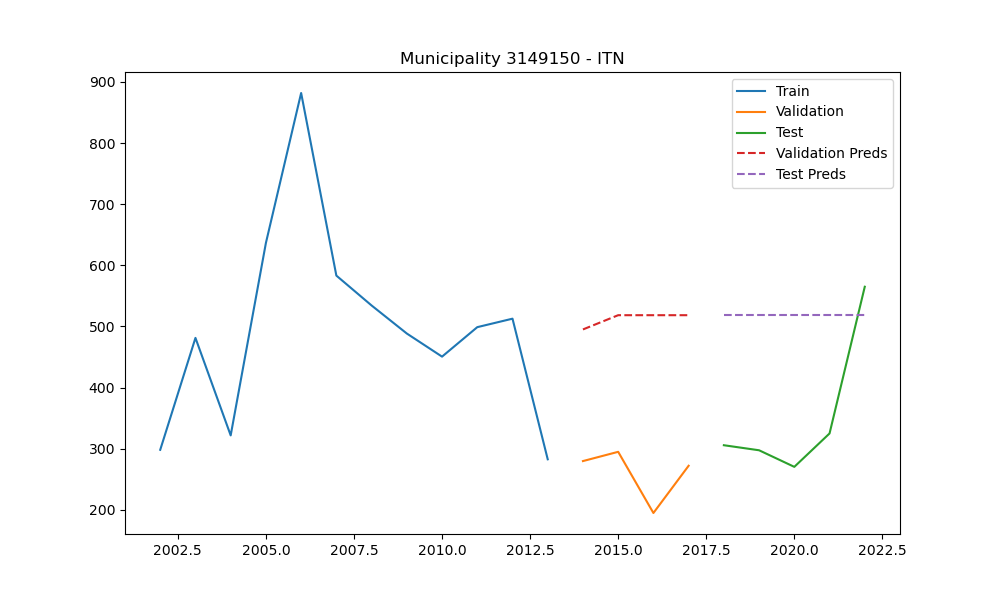 Municipality 3149150 - ITN
900
800
700
600
500
400
300
200
Train
Validation
Test
Validation Preds
Test Preds
2002.5 2005.0 2007.5 2010.0 2012.5 2015.0 2017.5 2020.0 2022.5